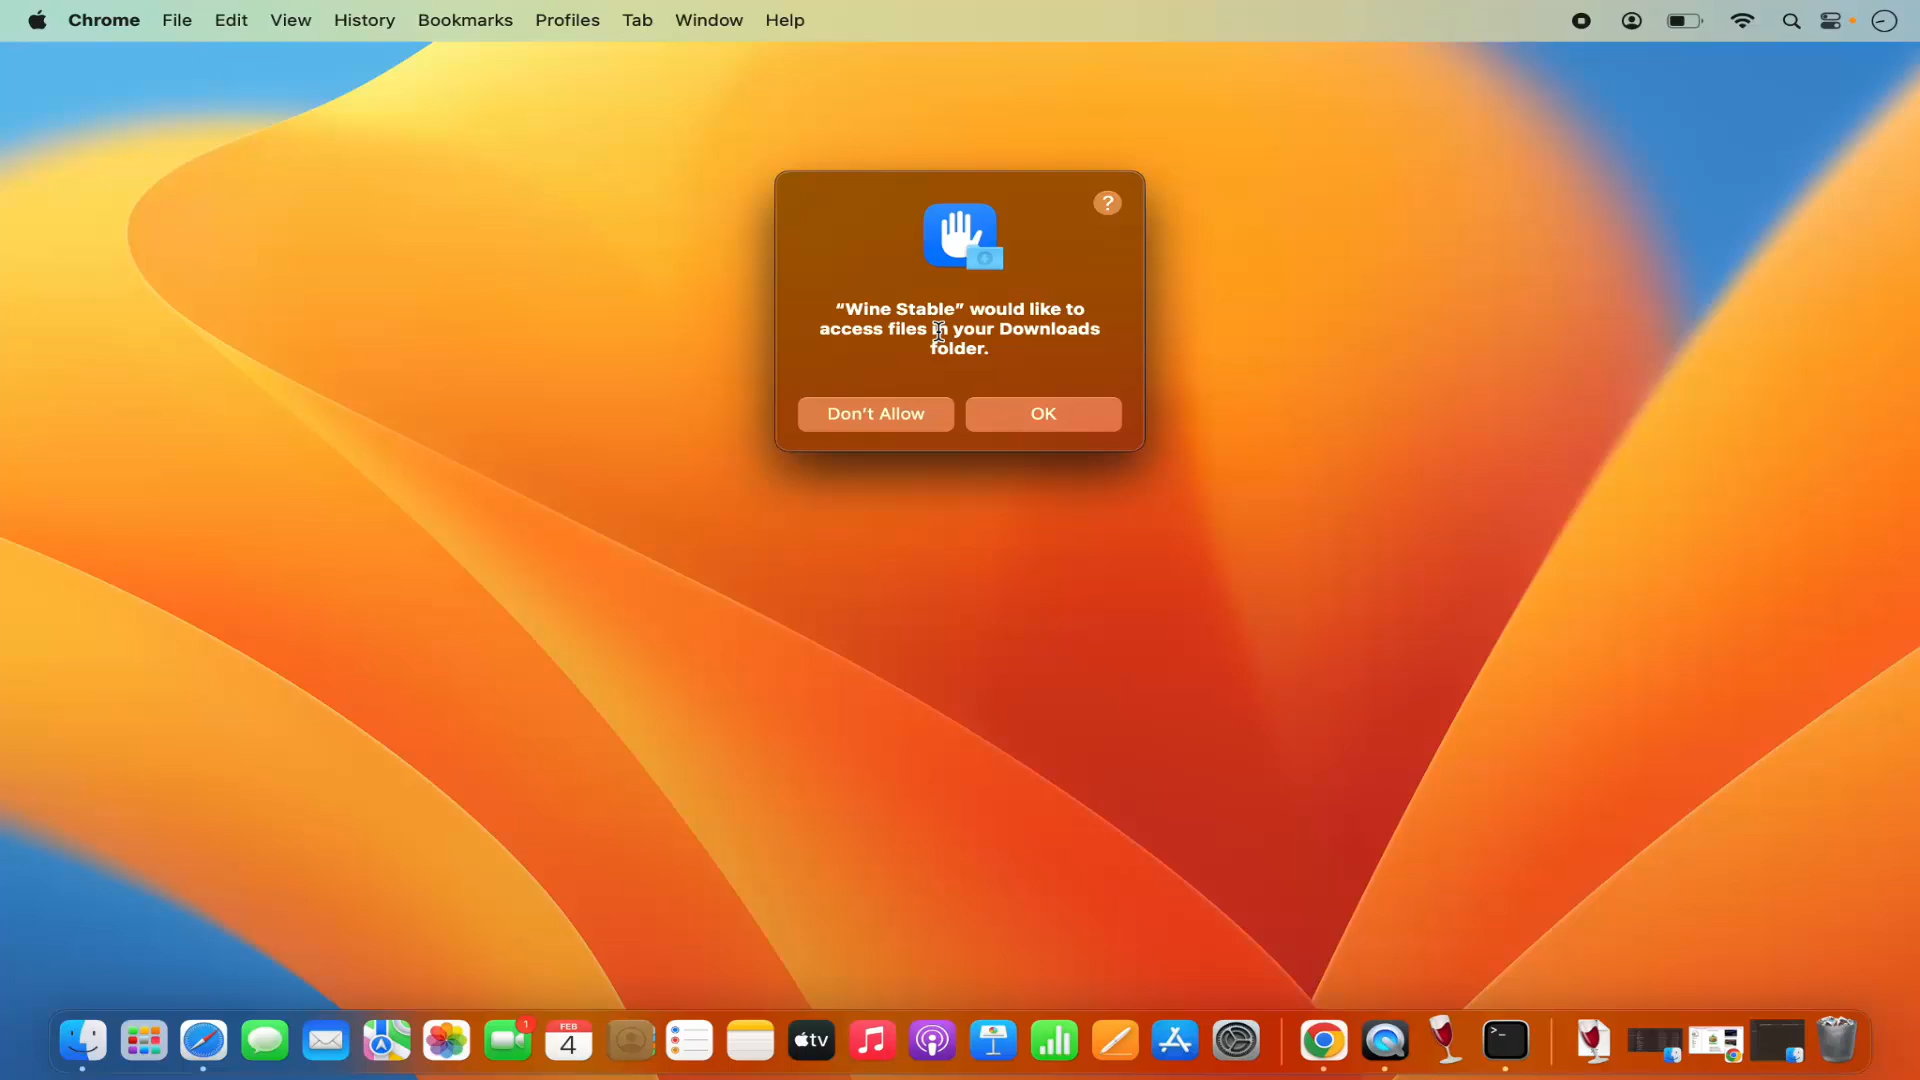 Chrome File Edit View History Bookmarks Profiles Tab Window Help
?
“Wine Stable” would like to
access files in your Downloads
folder.
Don’t Allow OK
1
FEB
4
tv
>_